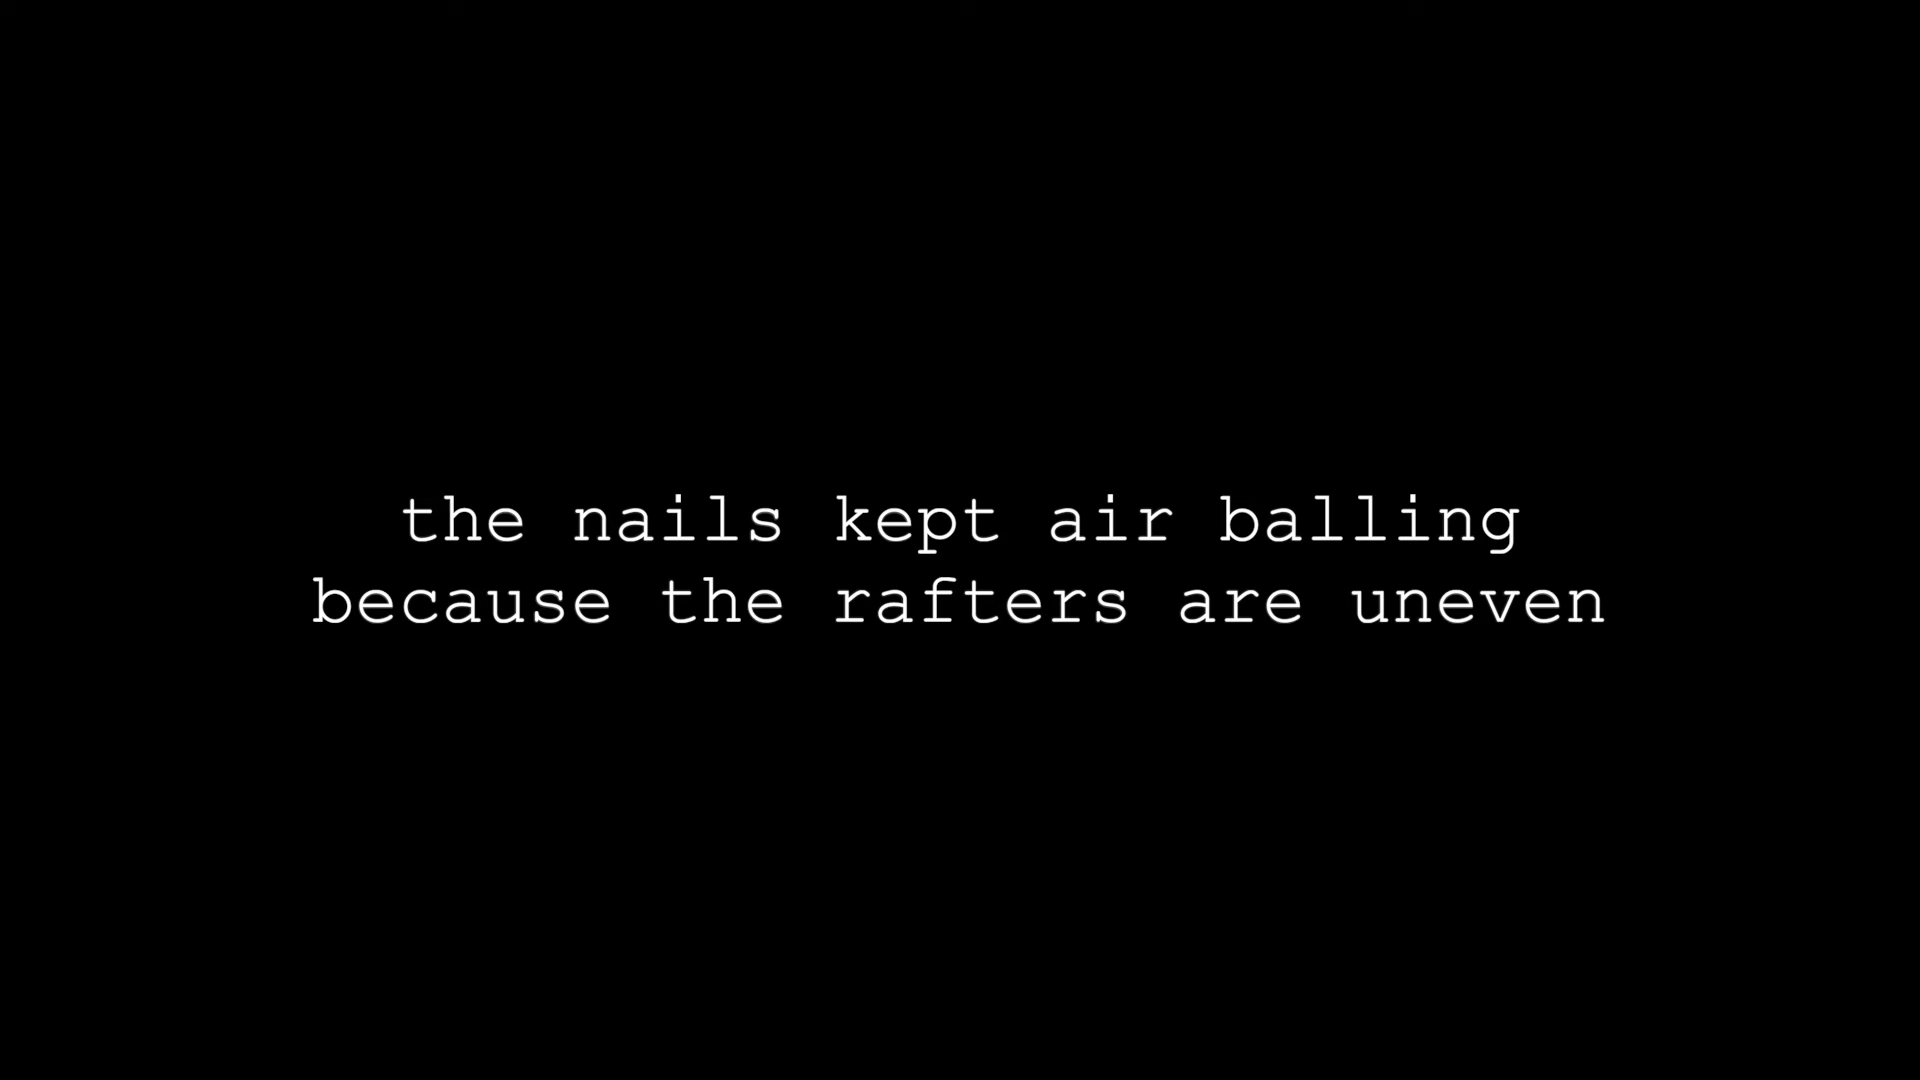 the nails kept air balling
because the rafters are uneven